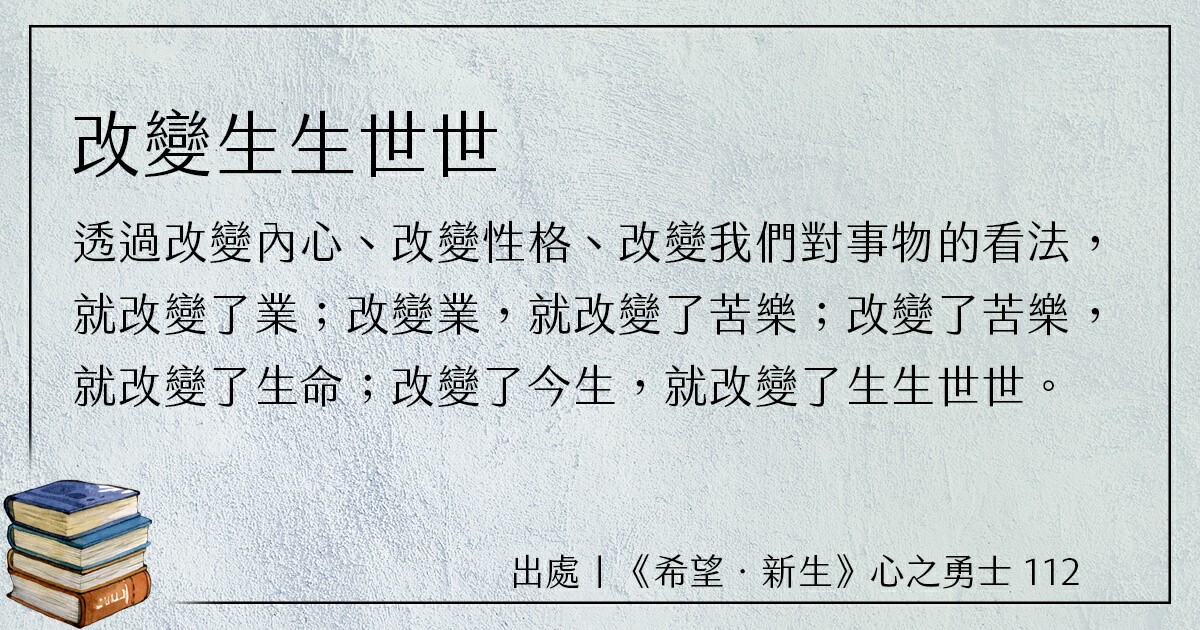 改變生生世世
透過改變內心、改變性格、改變我們對事物的看法，
就改變了業；改變業，就改變了苦樂；改變了苦樂，
就改變了生命；改變了今生，就改變了生生世世。
出處｜《希望．新生》心之勇士 112